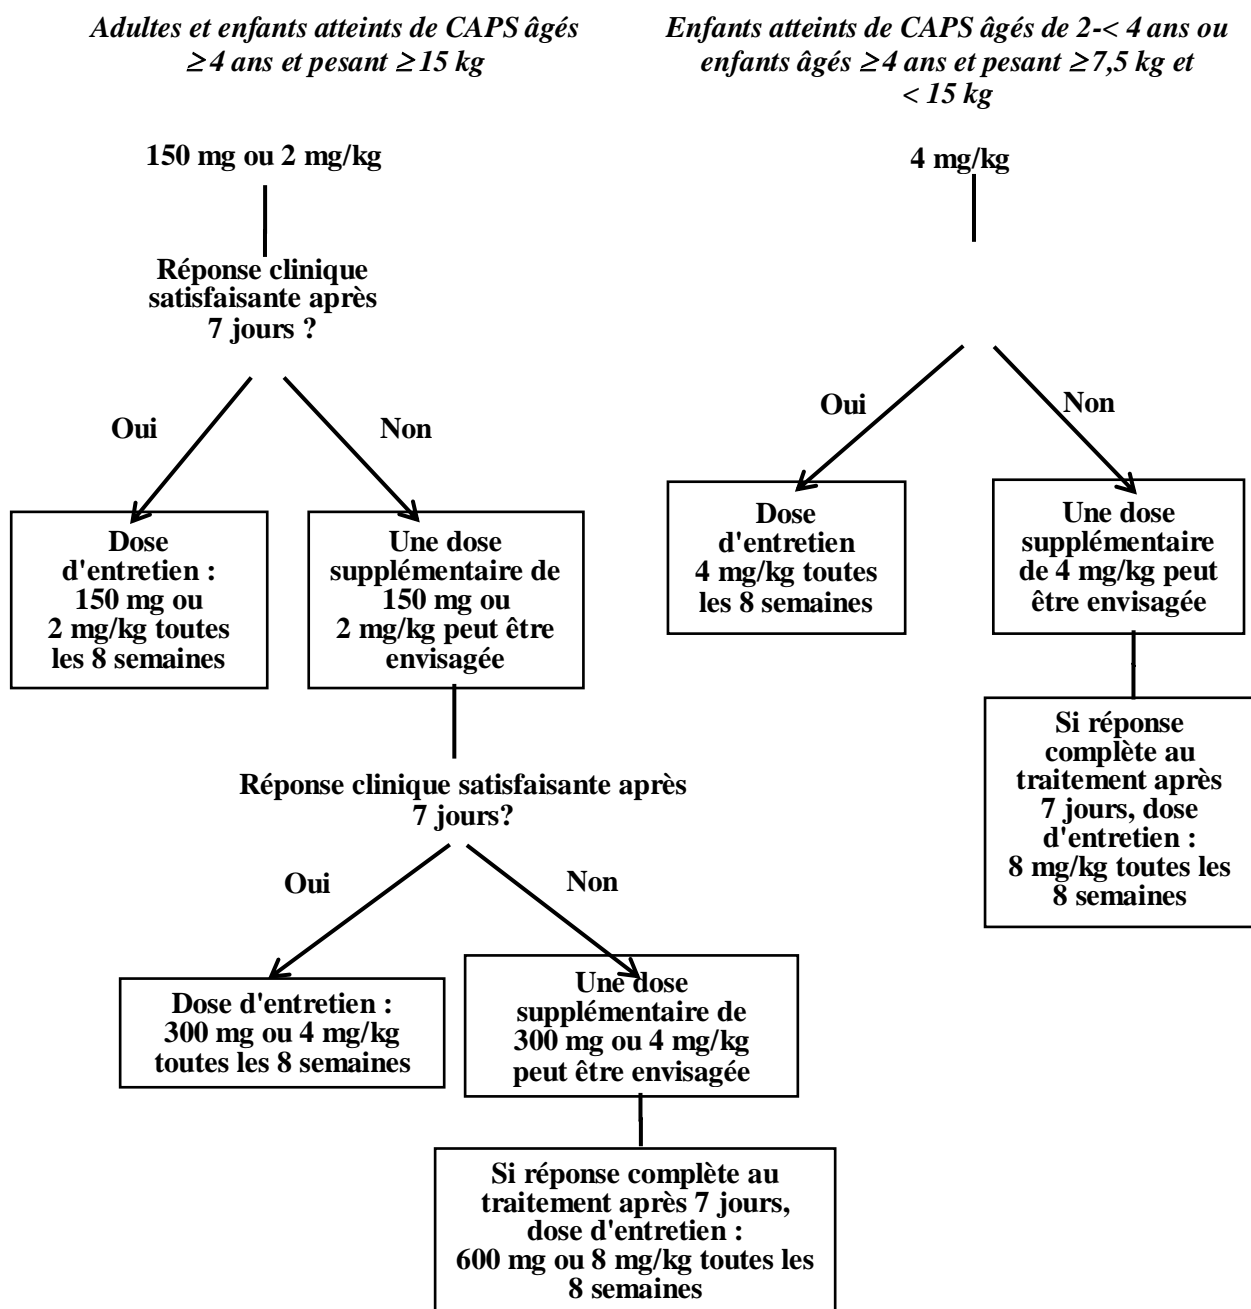 Adultes et enfants atteints de CAPS âgés
≥ 4 ans et pesant ≥ 15 kg
150 mg ou 2 mg/kg
Réponse clinique
satisfaisante après
7 jours ?
Oui
Non
Dose
d'entretien :
150 mg ou
2 mg/kg toutes
les 8 semaines
Une dose
supplémentaire de
150 mg ou
2 mg/kg peut être
envisagée
Réponse clinique satisfaisante après
7 jours?
Oui
Non
Dose d'entretien :
300 mg ou 4 mg/kg
toutes les 8 semaines
Une dose
supplémentaire de
300 mg ou 4 mg/kg
peut être envisagée
Si réponse complète au
traitement après 7 jours,
dose d'entretien :
600 mg ou 8 mg/kg toutes les
8 semaines
Enfants atteints de CAPS âgés de 2-< 4 ans ou
enfants âgés ≥ 4 ans et pesant ≥ 7,5 kg et
< 15 kg
4 mg/kg
Oui
Non
Dose
d'entretien
4 mg/kg toutes
les 8 semaines
Une dose
supplémentaire
de 4 mg/kg peut
être envisagée
Si réponse
complète au
traitement après
7 jours, dose
d'entretien :
8 mg/kg toutes les
8 semaines